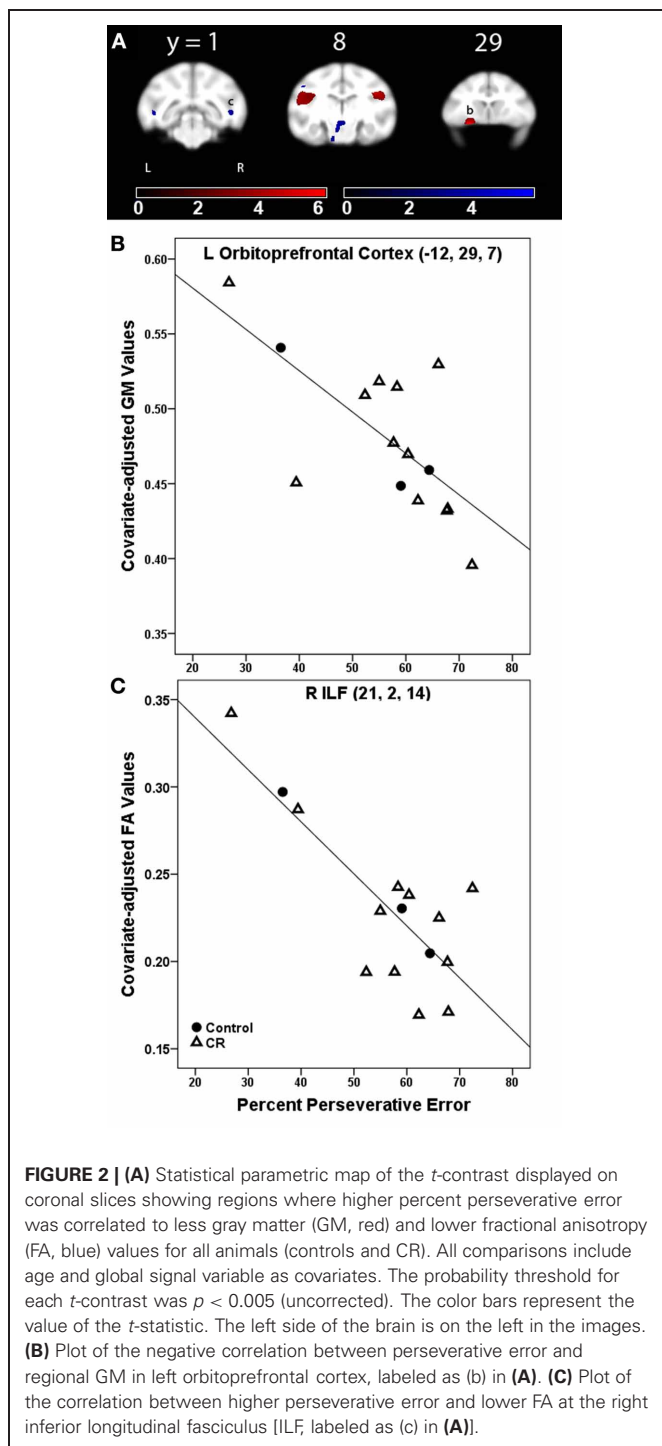 A
y = 1 8 29
c
b
L R
0 2 4 6 0 2 4
B
L Orbitoprefrontal Cortex (-12, 29, 7)
Covariate-adjusted GM Values
0.60
0.55
0.50
0.45
0.40
0.35
20 30 40 50 60 70 80
C
R ILF (21, 2, 14)
Covariate-adjusted FA Values
0.35
0.30
0.25
0.20
0.15
Control
CR
20 30 40 50 60 70 80
Percent Perseverative Error
FIGURE 2 | (A) Statistical parametric map of the t-contrast displayed on
coronal slices showing regions where higher percent perseverative error
was correlated to less gray matter (GM, red) and lower fractional anisotropy
(FA, blue) values for all animals (controls and CR). All comparisons include
age and global signal variable as covariates. The probability threshold for
each t-contrast was p < 0.005 (uncorrected). The color bars represent the
value of the t-statistic. The left side of the brain is on the left in the images.
(B) Plot of the negative correlation between perseverative error and
regional GM in left orbitoprefrontal cortex, labeled as (b) in (A). (C) Plot of
the correlation between higher perseverative error and lower FA at the right
inferior longitudinal fasciculus [ILF, labeled as (c) in (A)].